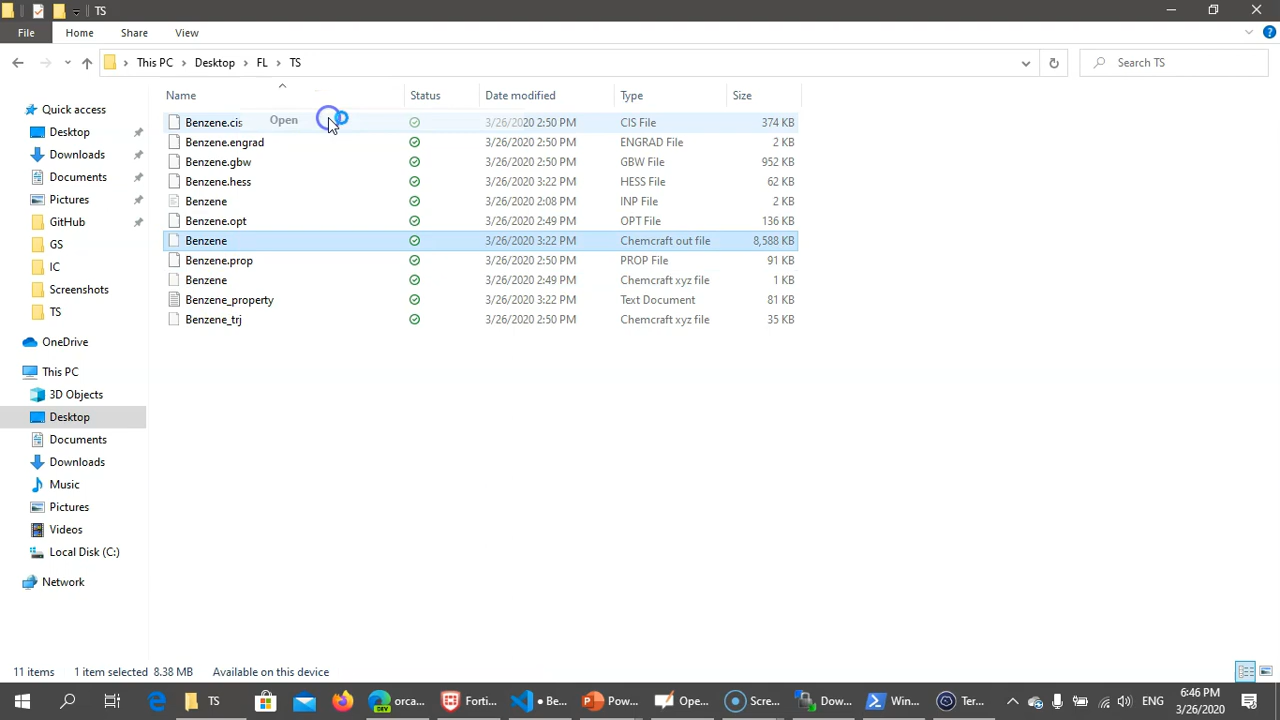 TS
File Home Share View
This PC Desktop FL TS Search TS
Name Status Date modified Type Size
Quick access
Desktop
Downloads
Documents
Pictures
GitHub
GS
IC
Screenshots
TS
OneDrive
This PC
3D Objects
Desktop
Documents
Downloads
Music
Pictures
Videos
Local Disk (C:)
Network
Benzene.cis 3/26/2020 2:50 PM CIS File 374 KB
Open
Benzene.engrad 3/26/2020 2:50 PM ENGRAD File 2 KB
Benzene.gbw 3/26/2020 2:50 PM GBW File 952 KB
Benzene.hess 3/26/2020 3:22 PM HESS File 62 KB
Benzene 3/26/2020 2:08 PM INP File 2 KB
Benzene.opt 3/26/2020 2:49 PM OPT File 136 KB
Benzene 3/26/2020 3:22 PM Chemcraft out file 8,588 KB
Benzene.prop 3/26/2020 2:50 PM PROP File 91 KB
Benzene 3/26/2020 2:49 PM Chemcraft xyz file 1 KB
Benzene_property 3/26/2020 3:22 PM Text Document 81 KB
Benzene_trj 3/26/2020 2:50 PM Chemcraft xyz file 35 KB
11 items 1 item selected 8.38 MB Available on this device
TS orca... Forti... • Be... Pow... Ope... Scre... Dow... Win... Ter... ENG 6:46 PM
3/26/2020